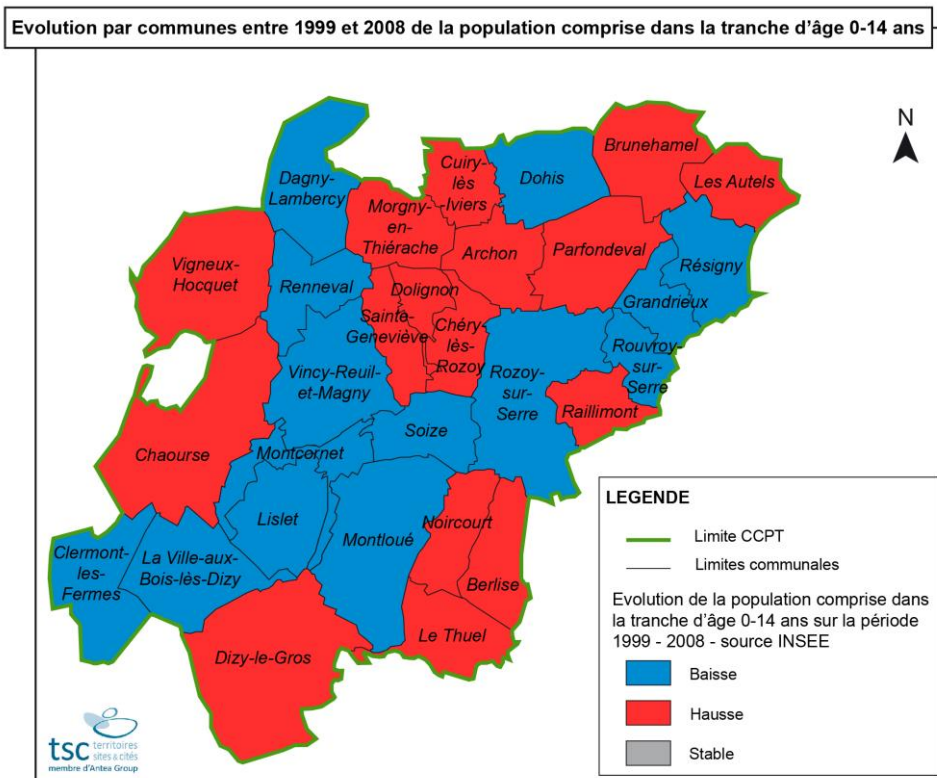 Evolution par communes entre 1999 et 2008 de la population comprise dans la tranche d'âge 0-14 ans
N
Brunehamel
Cuiry-
lès
-Iviers
Dohis
Les Autels
Dagny-
Lambercy
Morgny-
en-
Thiérache
Archon
Parfondeval
Vigneux-
Hocquet
Résigny
Renneval
Dolignon
Grandrieux
Sainte-
Geneviève
Chéry-
lès-
Rozoy
Rouvroy-
sur-
Serre
Vincy-Reuil-
et-Magny
Rozoy-
sur-
Serre
Raillimont
Soize
Chaourse
Montcornet
Lislet
Noircourt
Montloué
Clermont-
les-
Fermes
La Ville-aux-
Bois-lès-Dizy
Berlise
Le Thuel
Dizy-le-Gros
LEGENDE
Limite CCPT
Limites communales
Evolution de la population comprise dans
la tranche d'âge 0-14 ans sur la période
1999 - 2008 - source INSEE
Baisse
Hausse
Stable
tsc territoires
sites & cités
membre d'Antea Group